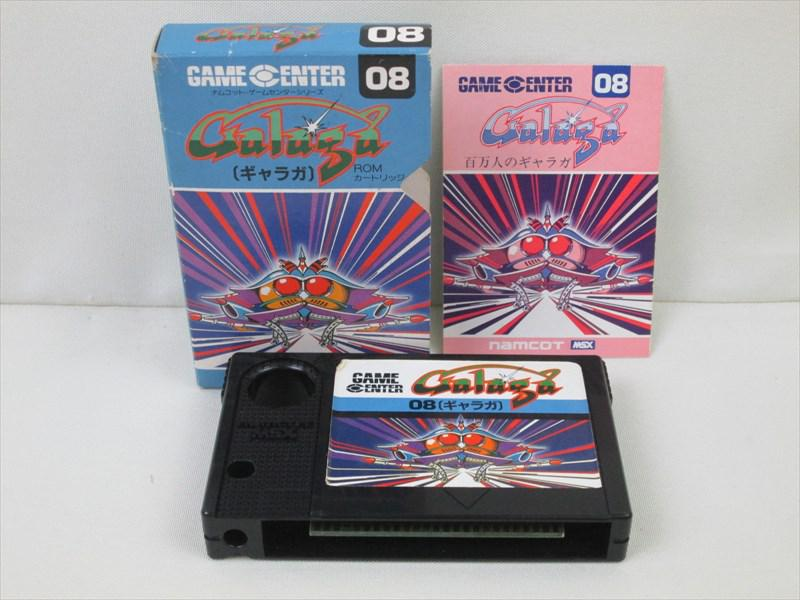 Galaga 08
GAME CENTER 08
ナムコット・ゲームセンターシリーズ
Galaga
〔ギャラガ〕
ROM
カートリッジ
GAME CENTER 08
Galaga
百万人のギャラガ
namcot MSX
GAME CENTER
Galaga
08〔ギャラガ〕